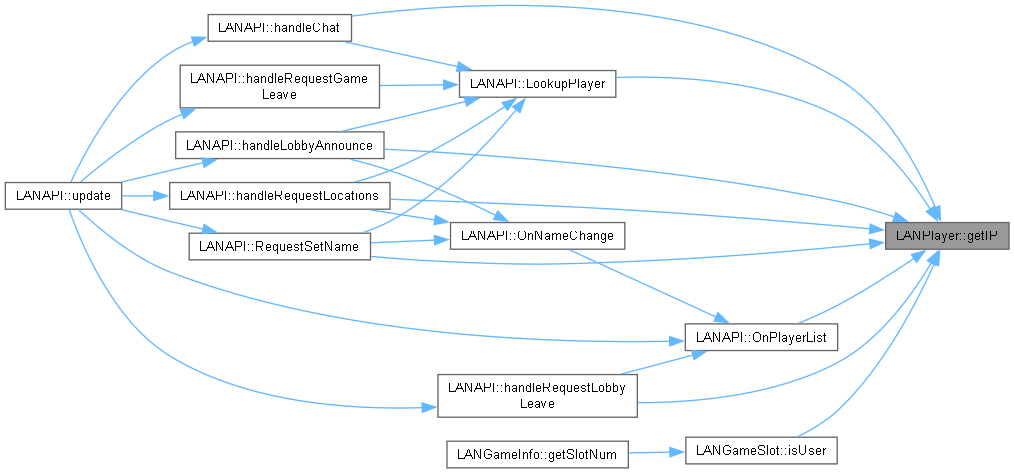 LANAPI::handleChat
LANAPI::handleRequestGame
Leave
LANAPI::LookupPlayer
LANAPI::handleLobbyAnnounce
LANAPI::update
LANAPI::handleRequestLocations
LANAPI::RequestSetName
LANAPI::OnNameChange
LANPlayer::getIP
LANAPI::OnPlayerList
LANAPI::handleRequestLobby
Leave
LANGameInfo::getSlotNum
LANGameSlot::isUser